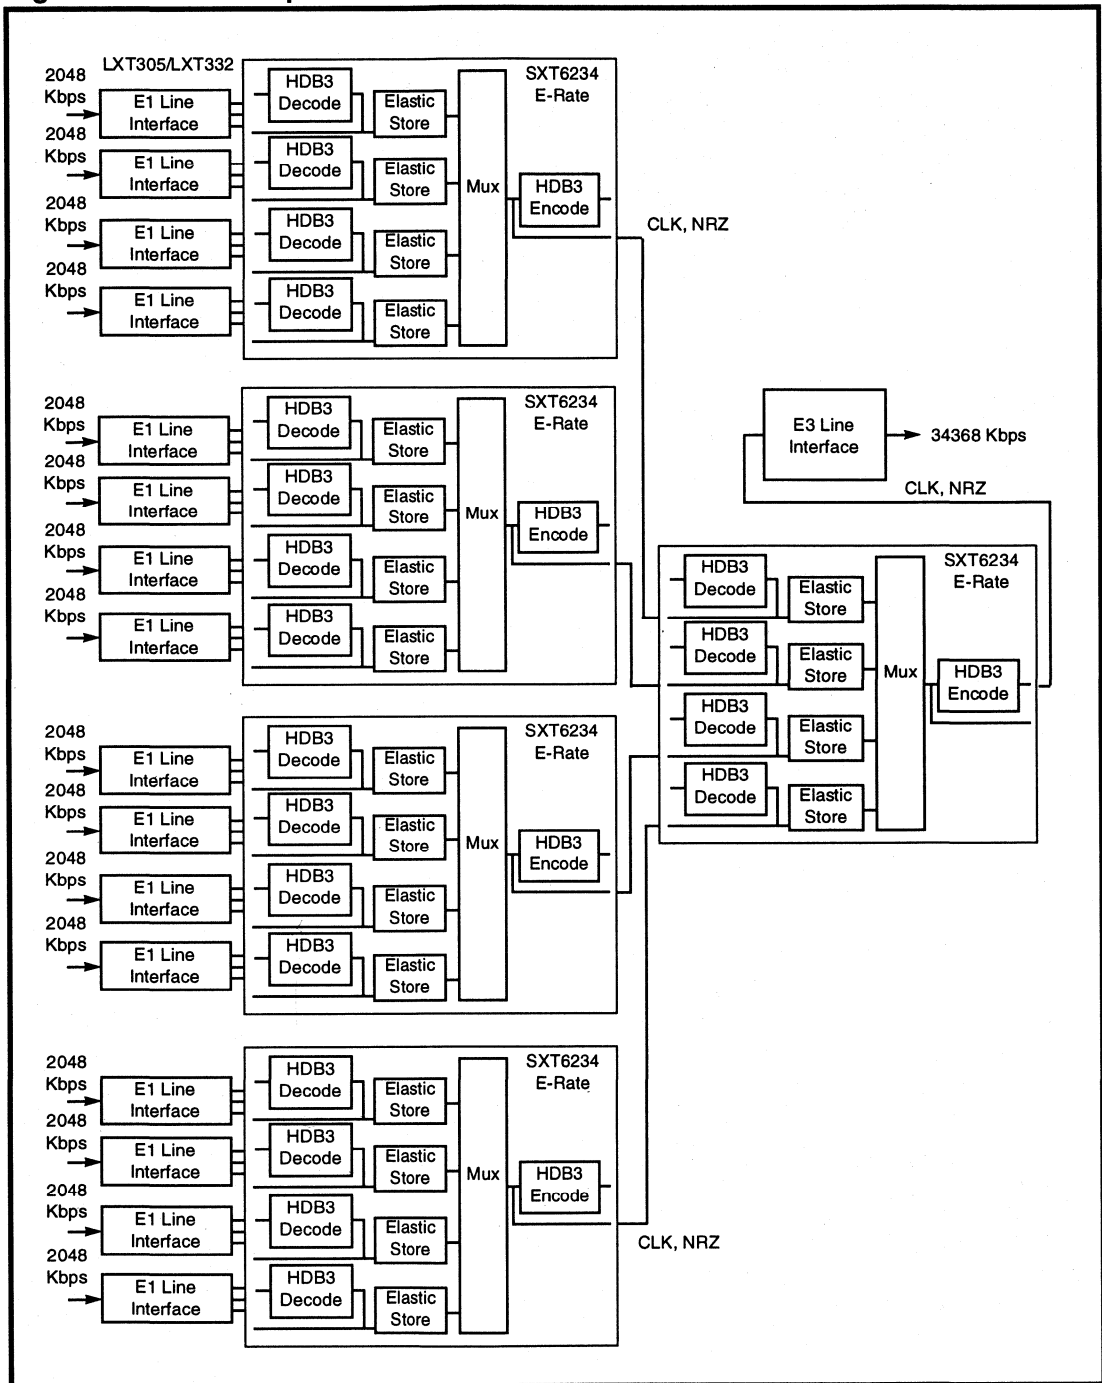 LXT305/LXT332
2048
Kbps
E1 Line
Interface
2048
Kbps
E1 Line
Interface
2048
Kbps
E1 Line
Interface
2048
Kbps
E1 Line
Interface
HDB3
Decode
Elastic
Store
HDB3
Decode
Elastic
Store
HDB3
Decode
Elastic
Store
HDB3
Decode
Elastic
Store
Mux
SXT6234
E-Rate
HDB3
Encode
CLK, NRZ
2048
Kbps
E1 Line
Interface
2048
Kbps
E1 Line
Interface
2048
Kbps
E1 Line
Interface
2048
Kbps
E1 Line
Interface
HDB3
Decode
Elastic
Store
HDB3
Decode
Elastic
Store
HDB3
Decode
Elastic
Store
HDB3
Decode
Elastic
Store
Mux
SXT6234
E-Rate
HDB3
Encode
E3 Line
Interface
34368 Kbps
CLK, NRZ
HDB3
Decode
Elastic
Store
HDB3
Decode
Elastic
Store
HDB3
Decode
Elastic
Store
HDB3
Decode
Elastic
Store
Mux
SXT6234
E-Rate
HDB3
Encode
2048
Kbps
E1 Line
Interface
2048
Kbps
E1 Line
Interface
2048
Kbps
E1 Line
Interface
2048
Kbps
E1 Line
Interface
HDB3
Decode
Elastic
Store
HDB3
Decode
Elastic
Store
HDB3
Decode
Elastic
Store
HDB3
Decode
Elastic
Store
Mux
SXT6234
E-Rate
HDB3
Encode
2048
Kbps
E1 Line
Interface
2048
Kbps
E1 Line
Interface
2048
Kbps
E1 Line
Interface
2048
Kbps
E1 Line
Interface
HDB3
Decode
Elastic
Store
HDB3
Decode
Elastic
Store
HDB3
Decode
Elastic
Store
HDB3
Decode
Elastic
Store
Mux
SXT6234
E-Rate
HDB3
Encode
CLK, NRZ